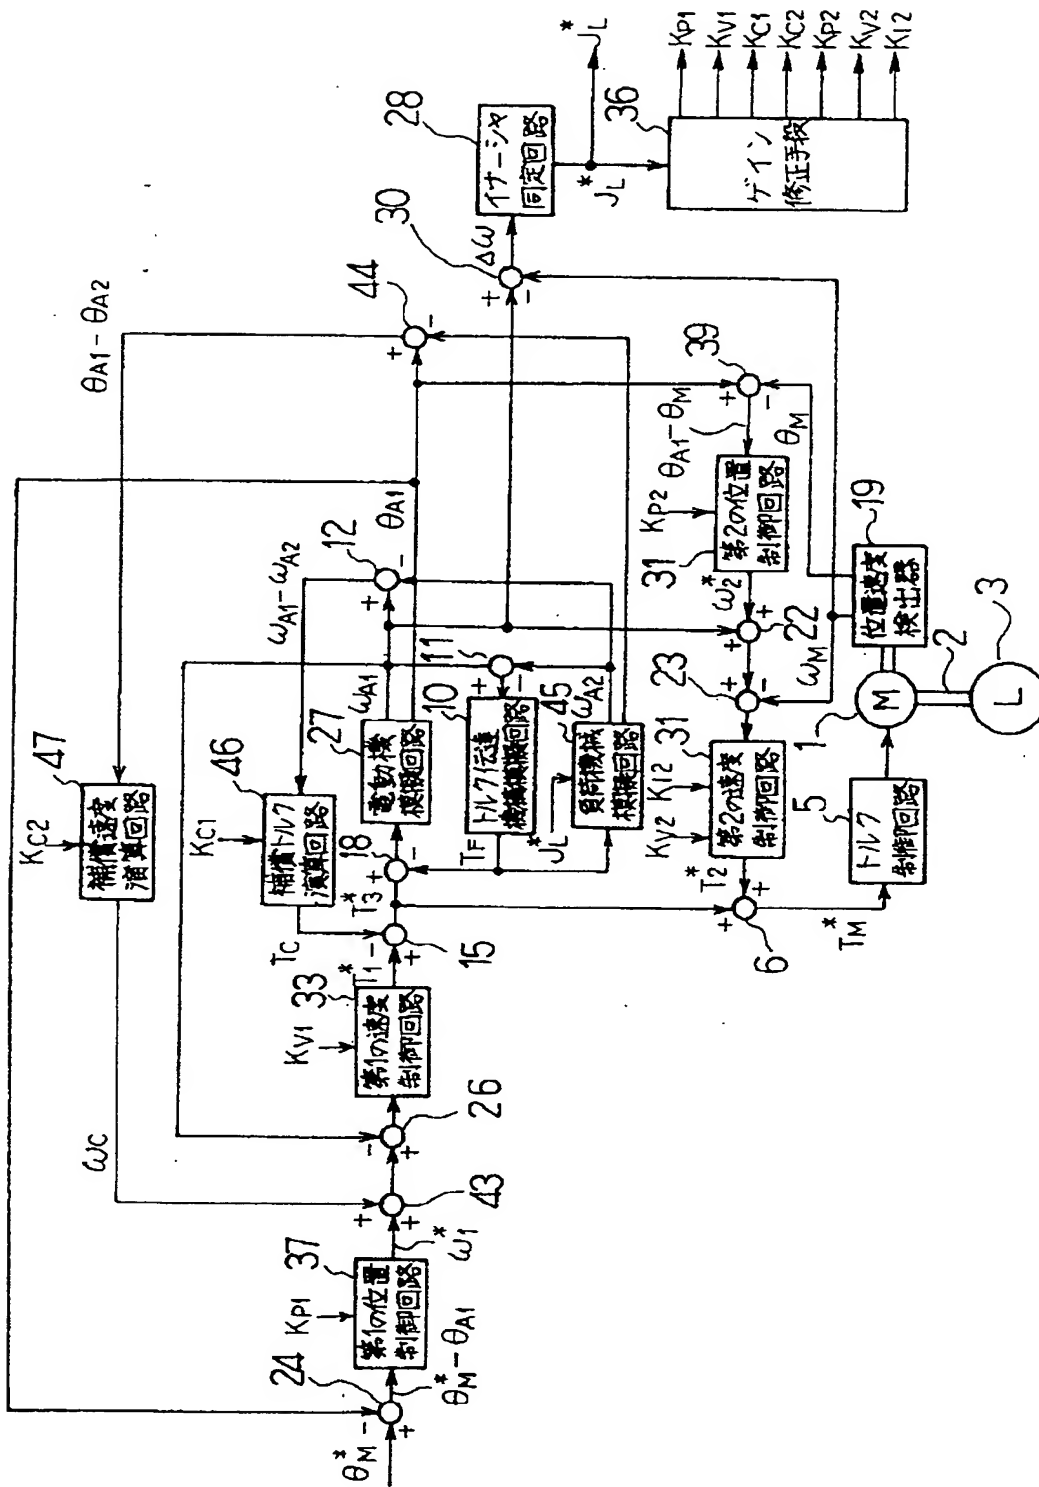 θM*
24
θM* − θA1
KP1
第1の位置
制御回路
37
ω1*
43
ωC
26
KV1
第1の速度
制御回路
33
T1*
15
TC
T3*
18
KC2
補償速度
演算回路
47
KC1
補償トルク
演算回路
46
電動機
模擬回路
27
ωA1
11
トルク伝達
機構模擬回路
10
TF
JL*
負荷機械
模擬回路
45
ωA2
ωA1 − ωA2
12
θA1
θA1 − θA2
44
30
Δω
イナーシャ
同定回路
28
JL*
JL*
ゲイン
修正手段
36
KP1
KV1
KC1
KC2
KP2
KV2
KI2
39
θA1 − θM
θM
KP2
第2の位置
制御回路
31
ω2*
22
23
ωM
KV2
KI2
第2の速度
制御回路
31
T2*
6
TM*
トルク
制御回路
5
1
M
2
L
3
位置速度
検出器
19